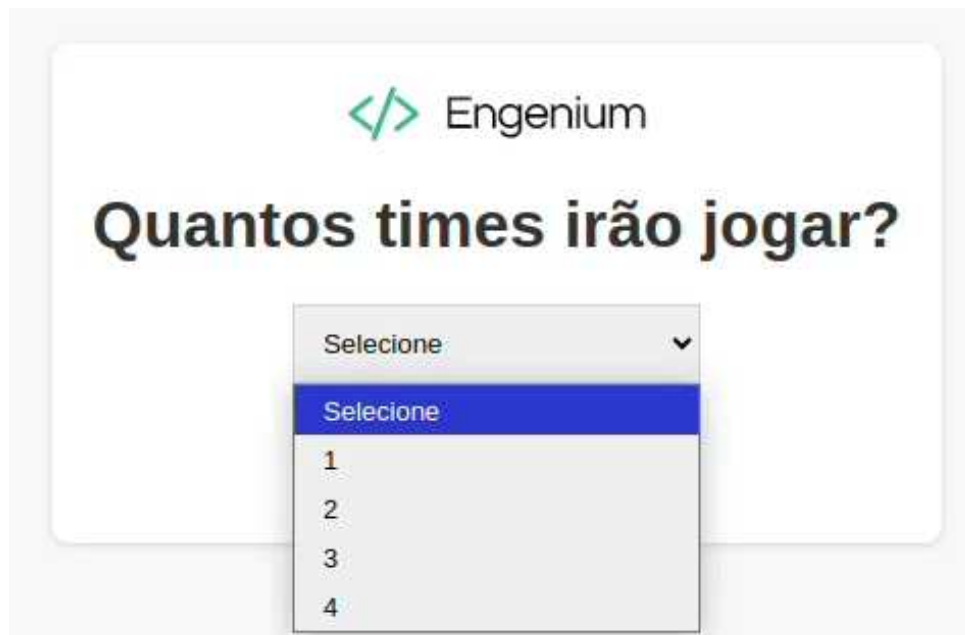 </> Engenium
Quantos times irão jogar?
Selecione
Selecione
1
2
3
4